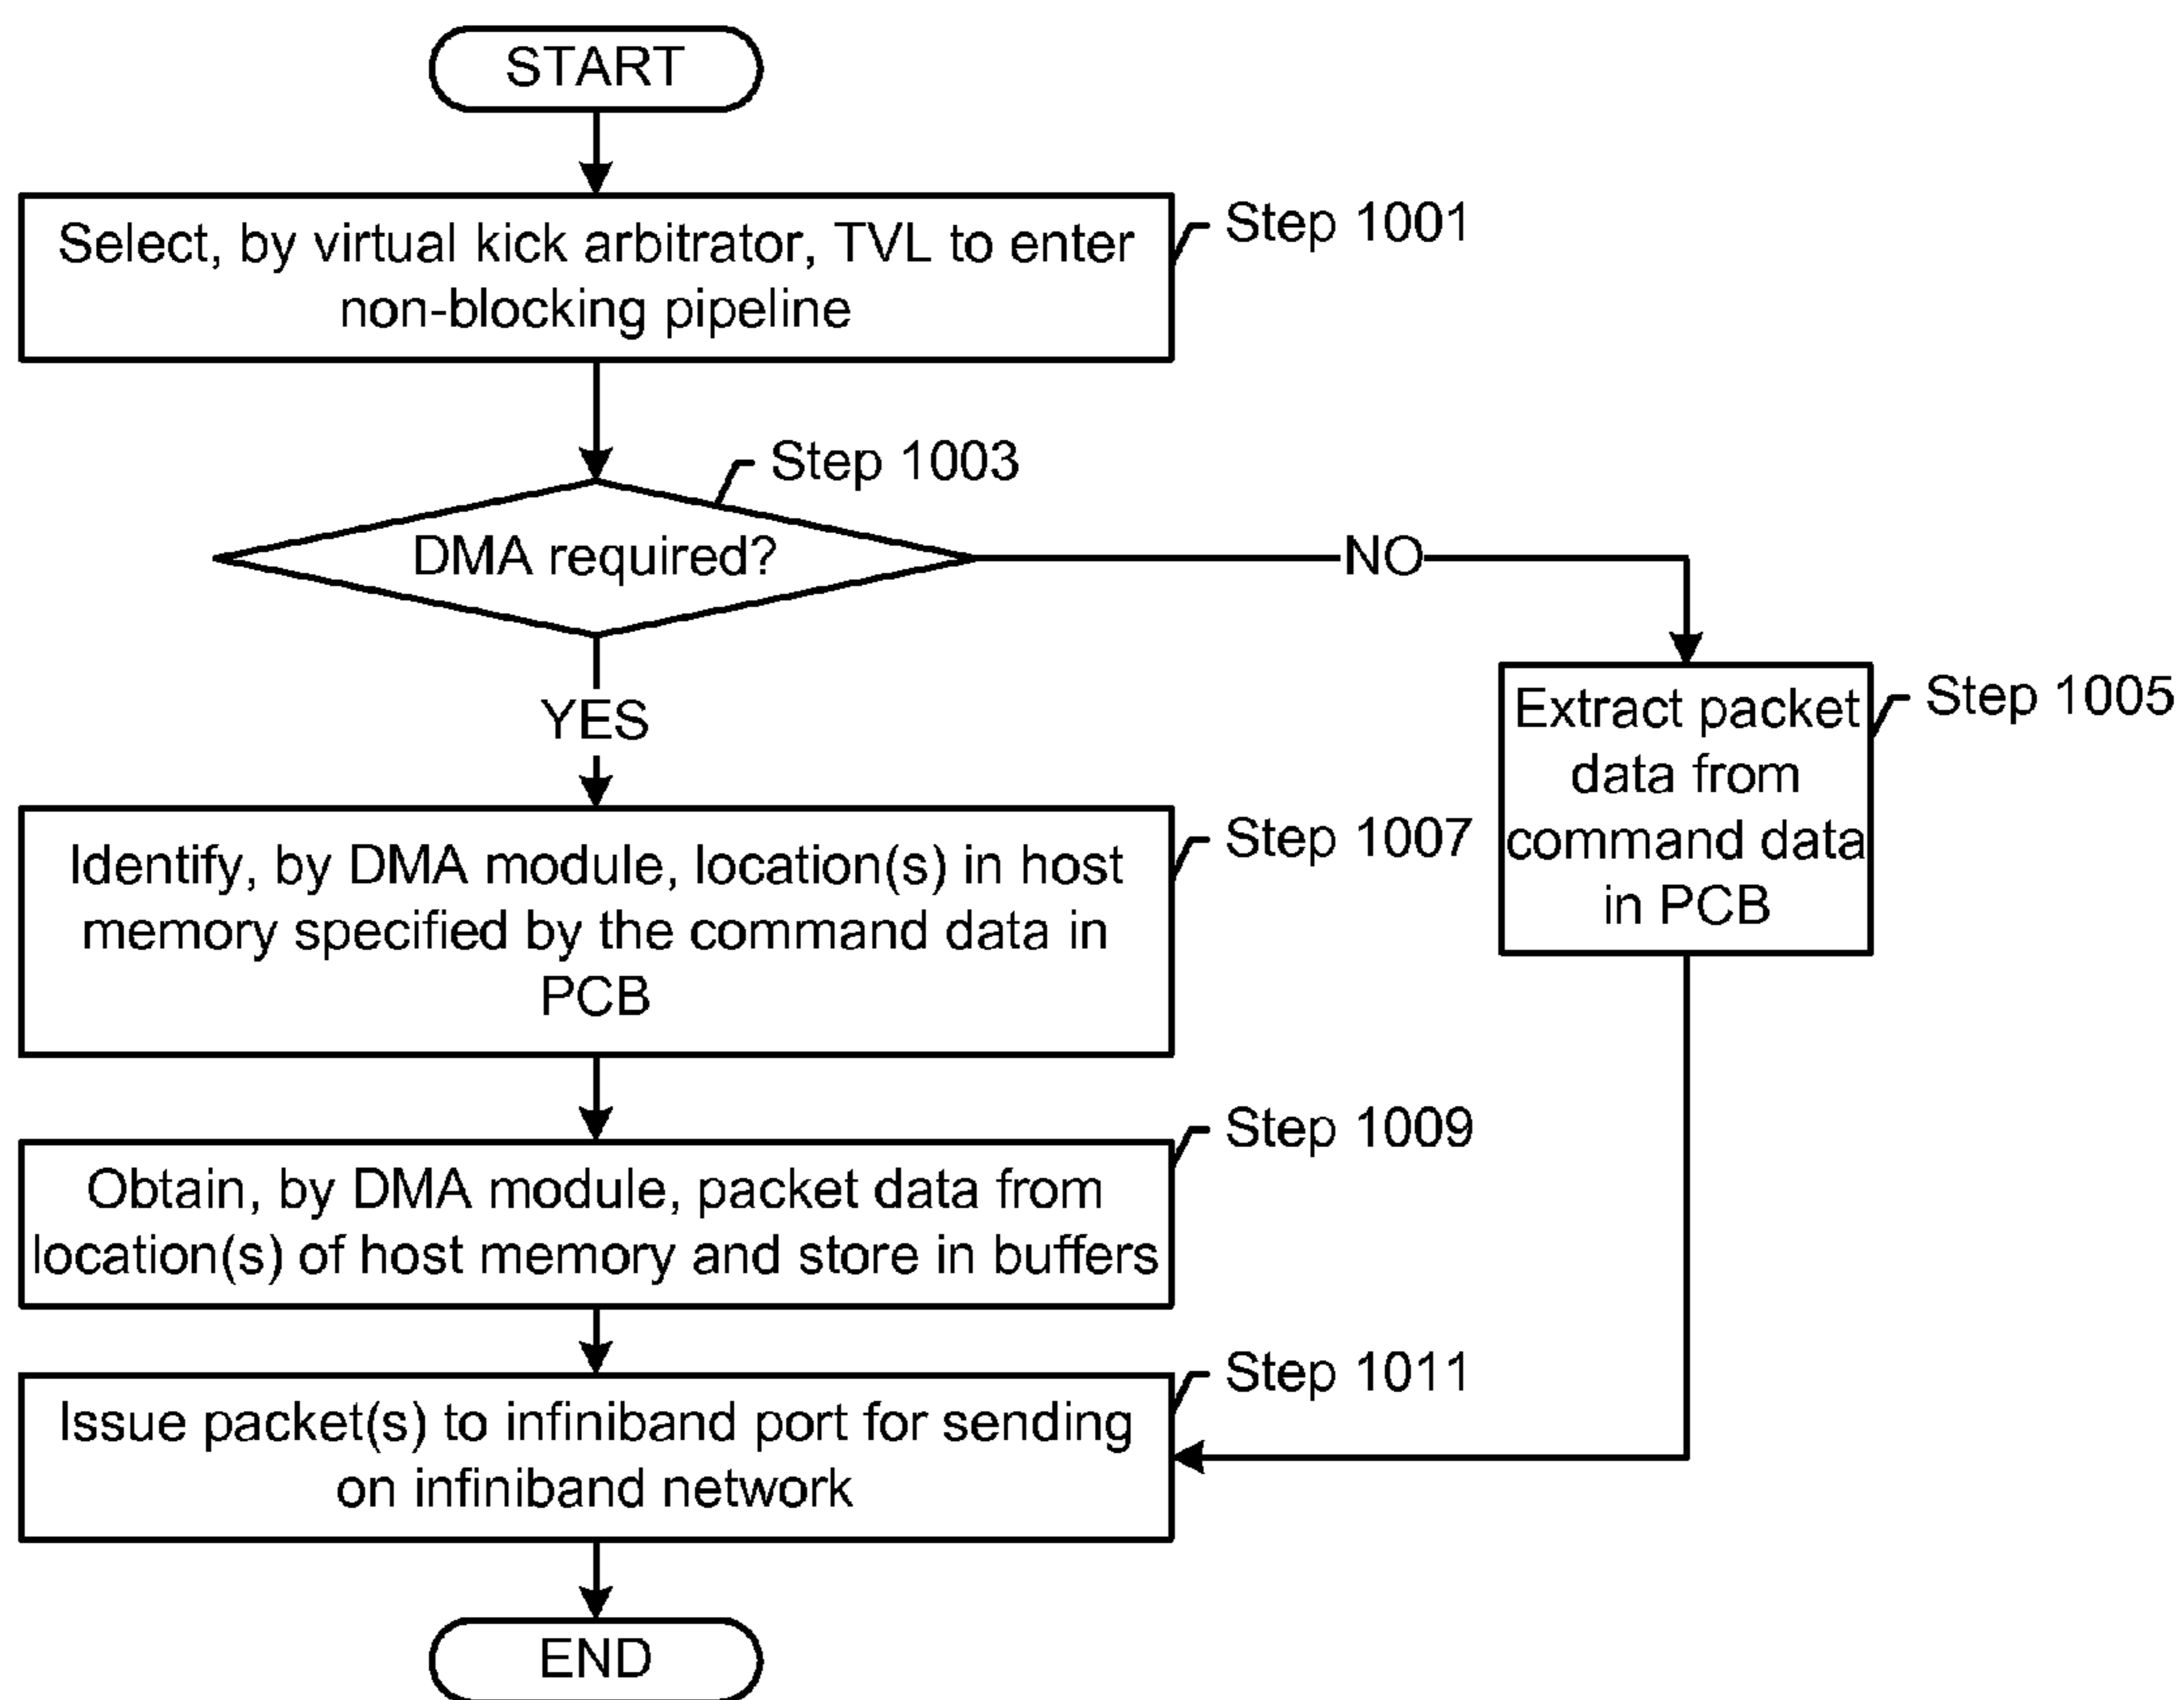 START
Select, by virtual kick arbitrator, TVL to enter
non-blocking pipeline
Step 1001
Step 1003
DMA required?
NO
YES
Extract packet
data from
command data
in PCB
Step 1005
Identify, by DMA module, location(s) in host
memory specified by the command data in
PCB
Step 1007
Obtain, by DMA module, packet data from
location(s) of host memory and store in buffers
Step 1009
Issue packet(s) to infiniband port for sending
on infiniband network
Step 1011
END